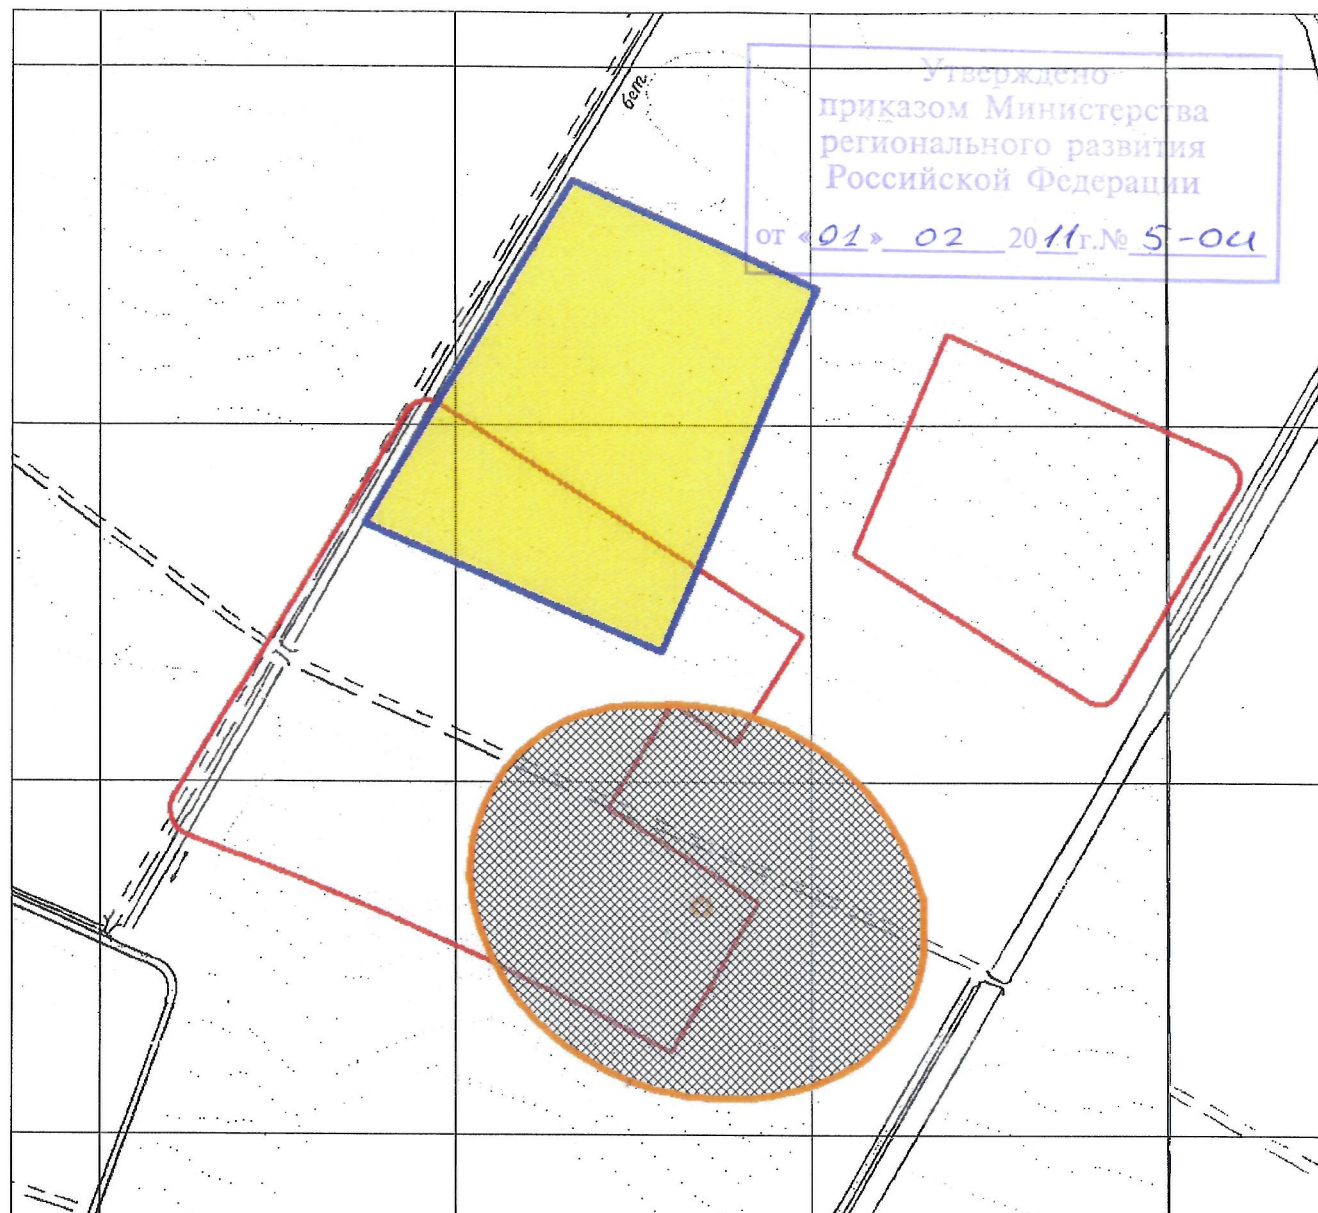 бет
Утверждено
приказом Министерства
регионального развития
Российской Федерации
от «01» 02 2011г.№ 5-ОИ